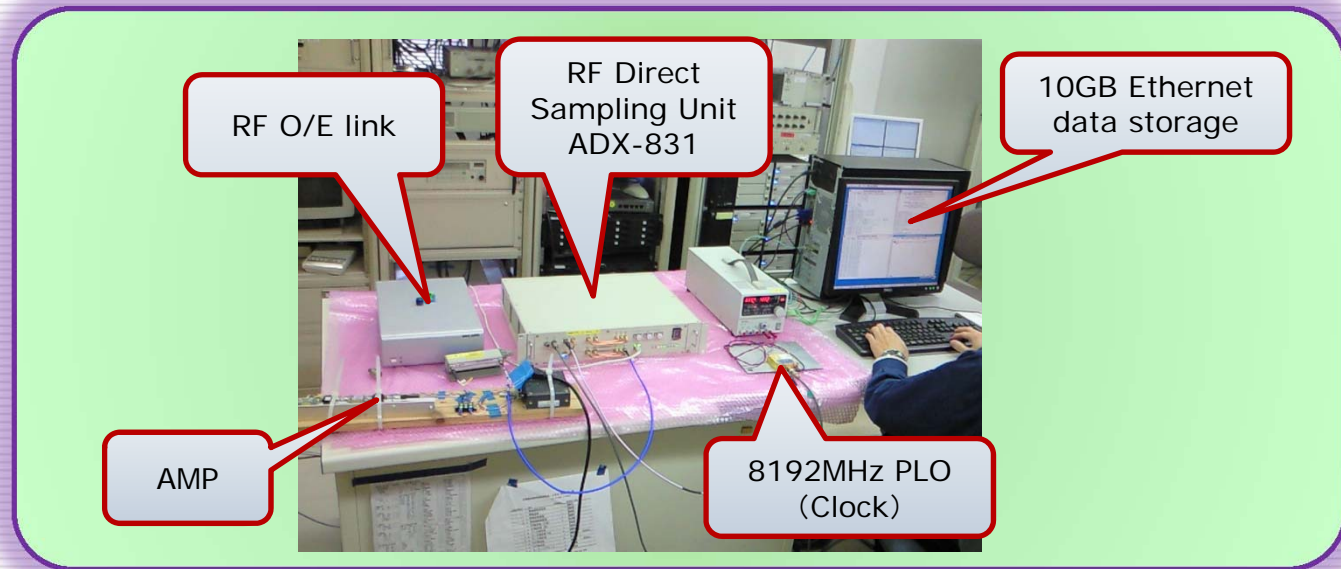 RF O/E link
RF Direct
Sampling Unit
ADX-831
10GB Ethernet
data storage
AMP
8192MHz PLO
（Clock）